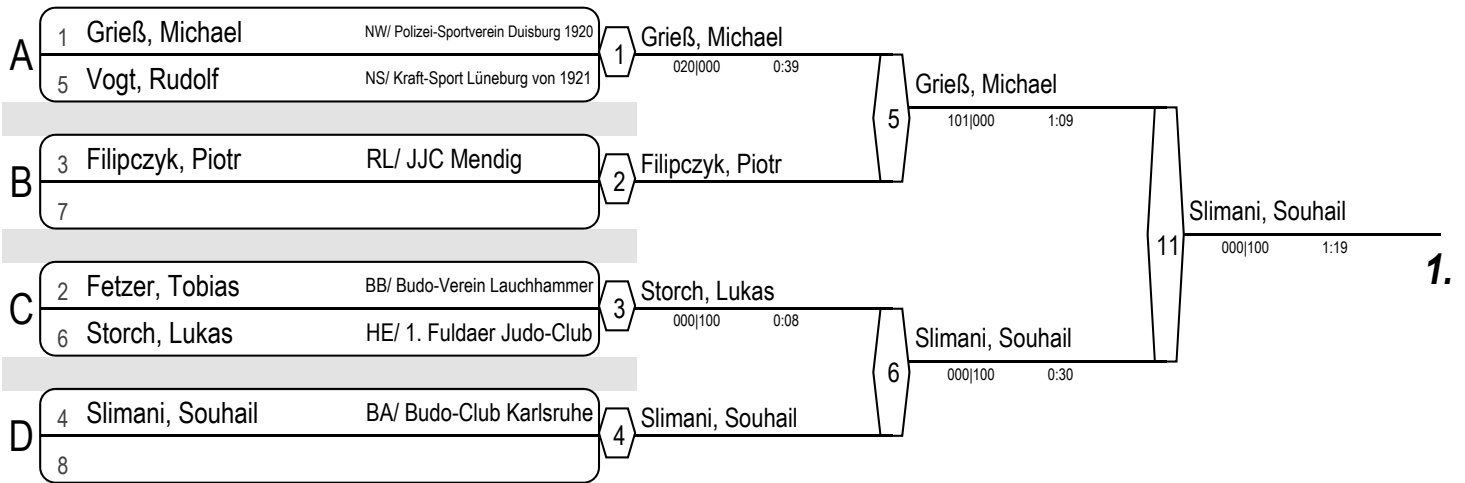 A
1 Grieß, Michael NW/ Polizei-Sportverein Duisburg 1920
5 Vogt, Rudolf NS/ Kraft-Sport Lüneburg von 1921
1
Grieß, Michael
020|000 0:39
B
3 Filipczyk, Piotr RL/ JJC Mendig
7
2
Filipczyk, Piotr
5
Grieß, Michael
101|000 1:09
C
2 Fetzer, Tobias BB/ Budo-Verein Lauchhammer
6 Storch, Lukas HE/ 1. Fuldaer Judo-Club
3
Storch, Lukas
000|100 0:08
D
4 Slimani, Souhail BA/ Budo-Club Karlsruhe
8
4
Slimani, Souhail
6
Slimani, Souhail
000|100 0:30
11
Slimani, Souhail
000|100 1:19
1.